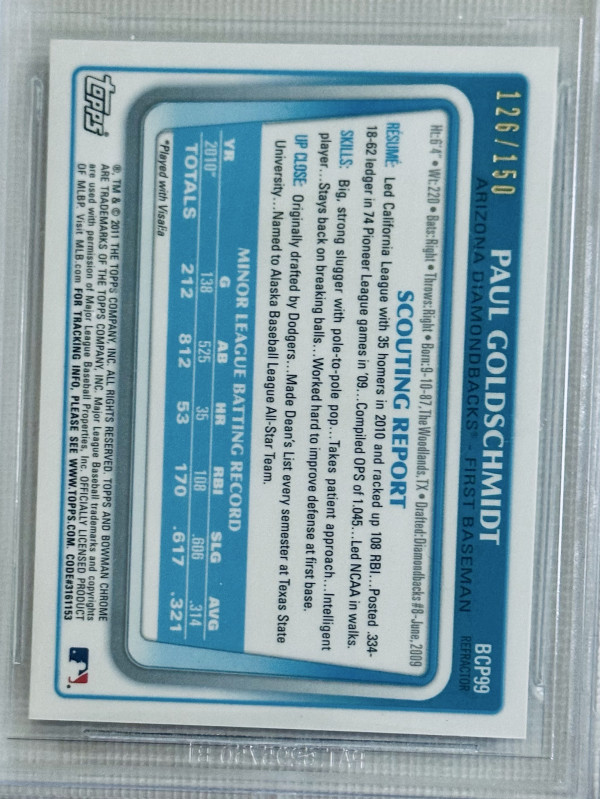 126/150
PAUL GOLDSCHMIDT
BCP99
REFRACTOR
ARIZONA DIAMONDBACKS® - FIRST BASEMAN
Ht: 6'4" • Wt: 220 • Bats: Right • Throws: Right • Born: 9-10-87, The Woodlands, TX • Drafted: Diamondbacks #8-June, 2009
SCOUTING REPORT
RÉSUMÉ: Led California League with 35 homers in 2010 and racked up 108 RBI...Posted .334-
18-62 ledger in 74 Pioneer League games in '09...Compiled OPS of 1.045...Led NCAA in walks.
SKILLS: Big, strong slugger with pole-to-pole pop...Takes patient approach...Intelligent
player...Stays back on breaking balls...Worked hard to improve defense at first base.
UP CLOSE: Originally drafted by Dodgers...Made Dean's List every semester at Texas State
University...Named to Alaska Baseball League All-Star Team.
MINOR LEAGUE BATTING RECORD
YR G AB HR RBI SLG AVG
2010* 138 525 35 108 .606 .314
TOTALS 212 812 53 170 .617 .321
*Played with Visalia
topps®
®, TM & © 2011 THE TOPPS COMPANY, INC. ALL RIGHTS RESERVED. TOPPS AND BOWMAN CHROME
ARE TRADEMARKS OF THE TOPPS COMPANY, INC. Major League Baseball trademarks and copyrights
are used with permission of Major League Baseball Properties, Inc. OFFICIALLY LICENSED PRODUCT
OF MLBP. Visit MLB.com FOR TRACKING INFO, PLEASE SEE WWW.TOPPS.COM. CODE#3161153